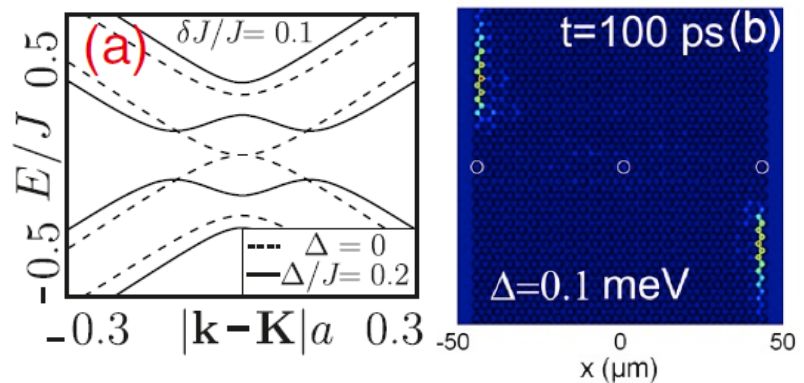 (a)
δJ/J= 0.1
0.5
E/J
-0.5
Δ = 0
Δ/J= 0.2
-0.3
|k-K|a
0.3
t=100 ps
(b)
Δ=0.1 meV
-50
0
50
x (μm)